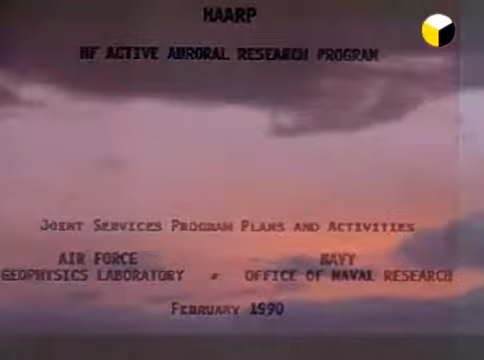 HAARP
HF ACTIVE AURORAL RESEARCH PROGRAM
JOINT SERVICES PROGRAM PLANS AND ACTIVITIES
AIR FORCE
GEOPHYSICS LABORATORY
NAVY
OFFICE OF NAVAL RESEARCH
FEBRUARY 1990